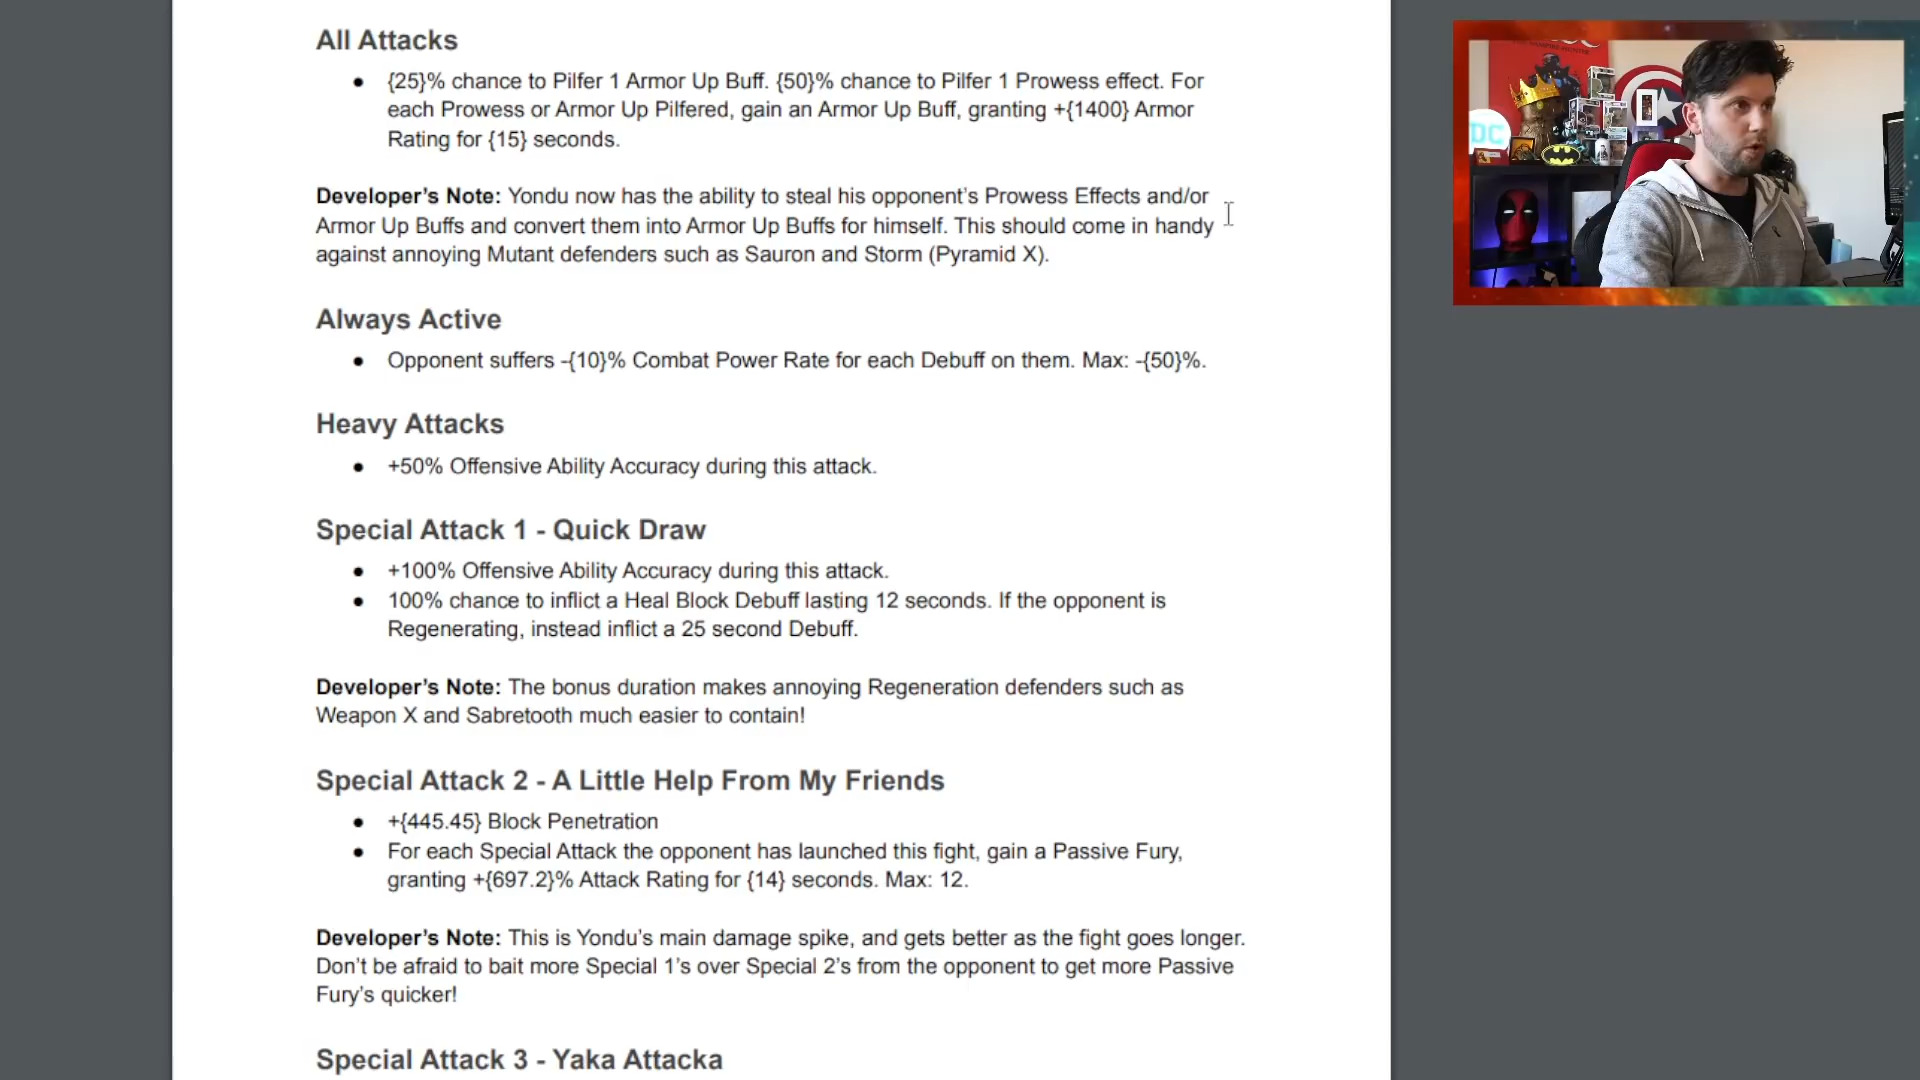 All Attacks
● {25}% chance to Pilfer 1 Armor Up Buff. {50}% chance to Pilfer 1 Prowess effect. For
each Prowess or Armor Up Pilfered, gain an Armor Up Buff, granting +{1400} Armor
Rating for {15} seconds.
Developer’s Note: Yondu now has the ability to steal his opponent’s Prowess Effects and/or
Armor Up Buffs and convert them into Armor Up Buffs for himself. This should come in handy
against annoying Mutant defenders such as Sauron and Storm (Pyramid X).
Always Active
● Opponent suffers -{10}% Combat Power Rate for each Debuff on them. Max: -{50}%.
Heavy Attacks
● +50% Offensive Ability Accuracy during this attack.
Special Attack 1 - Quick Draw
● +100% Offensive Ability Accuracy during this attack.
● 100% chance to inflict a Heal Block Debuff lasting 12 seconds. If the opponent is
Regenerating, instead inflict a 25 second Debuff.
Developer’s Note: The bonus duration makes annoying Regeneration defenders such as
Weapon X and Sabretooth much easier to contain!
Special Attack 2 - A Little Help From My Friends
● +{445.45} Block Penetration
● For each Special Attack the opponent has launched this fight, gain a Passive Fury,
granting +{697.2}% Attack Rating for {14} seconds. Max: 12.
Developer’s Note: This is Yondu’s main damage spike, and gets better as the fight goes longer.
Don’t be afraid to bait more Special 1’s over Special 2’s from the opponent to get more Passive
Fury’s quicker!
Special Attack 3 - Yaka Attacka
DC